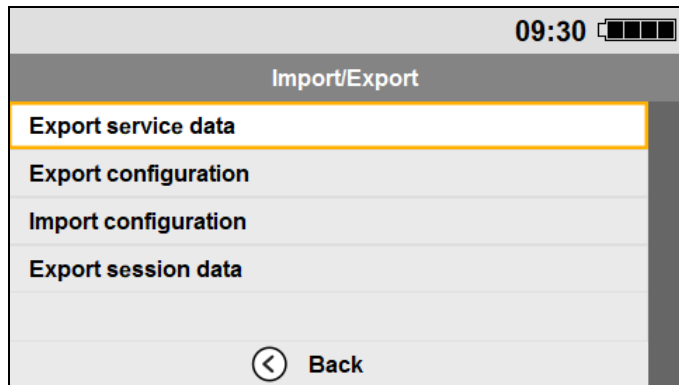 09:30
Import/Export
Export service data
Export configuration
Import configuration
Export session data
Back